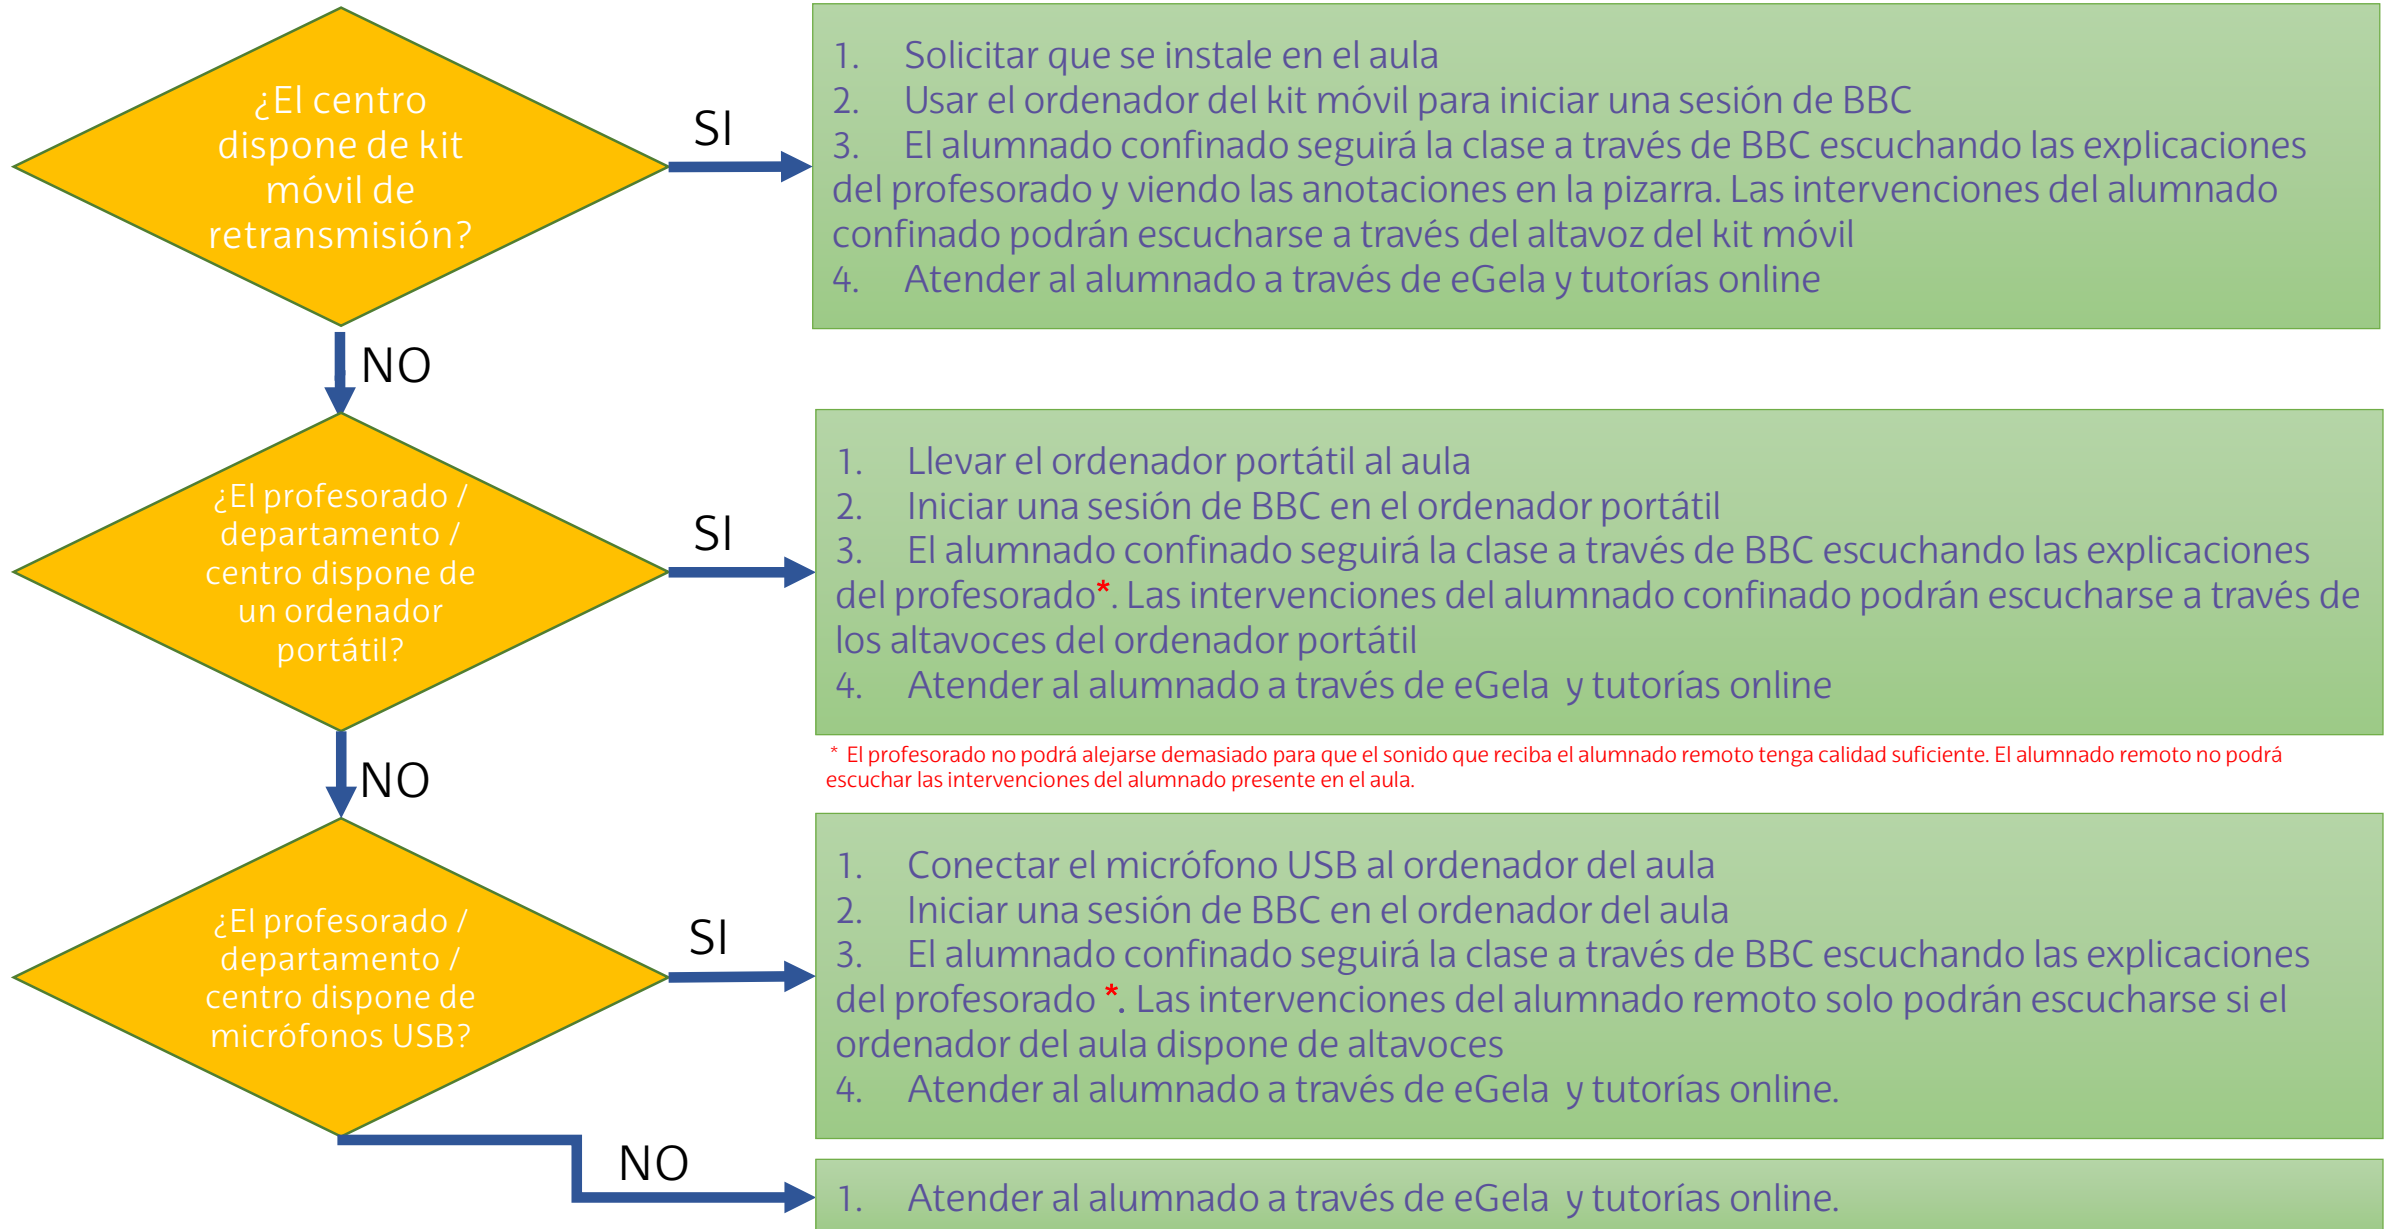 ¿El centro
dispone de kit
móvil de
retransmisión?
SI
1. Solicitar que se instale en el aula
2. Usar el ordenador del kit móvil para iniciar una sesión de BBC
3. El alumnado confinado seguirá la clase a través de BBC escuchando las explicaciones
del profesorado y viendo las anotaciones en la pizarra. Las intervenciones del alumnado
confinado podrán escucharse a través del altavoz del kit móvil
4. Atender al alumnado a través de eGela y tutorías online
NO
¿El profesorado /
departamento /
centro dispone de
un ordenador
portátil?
SI
1. Llevar el ordenador portátil al aula
2. Iniciar una sesión de BBC en el ordenador portátil
3. El alumnado confinado seguirá la clase a través de BBC escuchando las explicaciones
del profesorado*. Las intervenciones del alumnado confinado podrán escucharse a través de
los altavoces del ordenador portátil
4. Atender al alumnado a través de eGela y tutorías online
* El profesorado no podrá alejarse demasiado para que el sonido que reciba el alumnado remoto tenga calidad suficiente. El alumnado remoto no podrá
escuchar las intervenciones del alumnado presente en el aula.
NO
¿El profesorado /
departamento /
centro dispone de
micrófonos USB?
SI
1. Conectar el micrófono USB al ordenador del aula
2. Iniciar una sesión de BBC en el ordenador del aula
3. El alumnado confinado seguirá la clase a través de BBC escuchando las explicaciones
del profesorado *. Las intervenciones del alumnado remoto solo podrán escucharse si el
ordenador del aula dispone de altavoces
4. Atender al alumnado a través de eGela y tutorías online.
NO
1. Atender al alumnado a través de eGela y tutorías online.